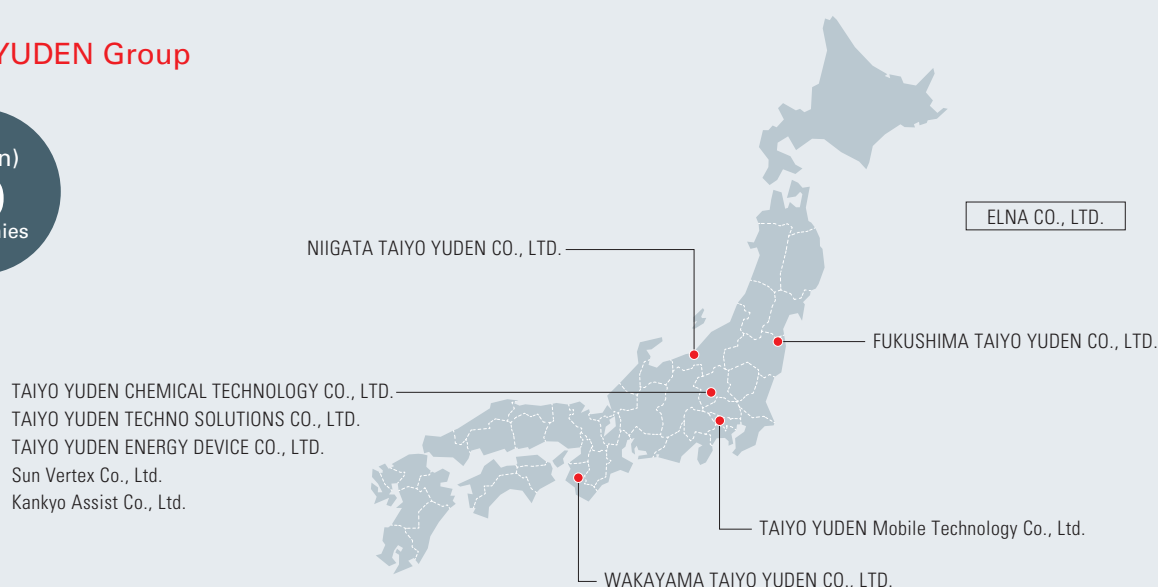 YUDEN Group
n)
0
nies
ELNA CO., LTD.
NIIGATA TAIYO YUDEN CO., LTD.
FUKUSHIMA TAIYO YUDEN CO., LTD.
TAIYO YUDEN CHEMICAL TECHNOLOGY CO., LTD.
TAIYO YUDEN TECHNO SOLUTIONS CO., LTD.
TAIYO YUDEN ENERGY DEVICE CO., LTD.
Sun Vertex Co., Ltd.
Kankyo Assist Co., Ltd.
TAIYO YUDEN Mobile Technology Co., Ltd.
WAKAYAMA TAIYO YUDEN CO., LTD.